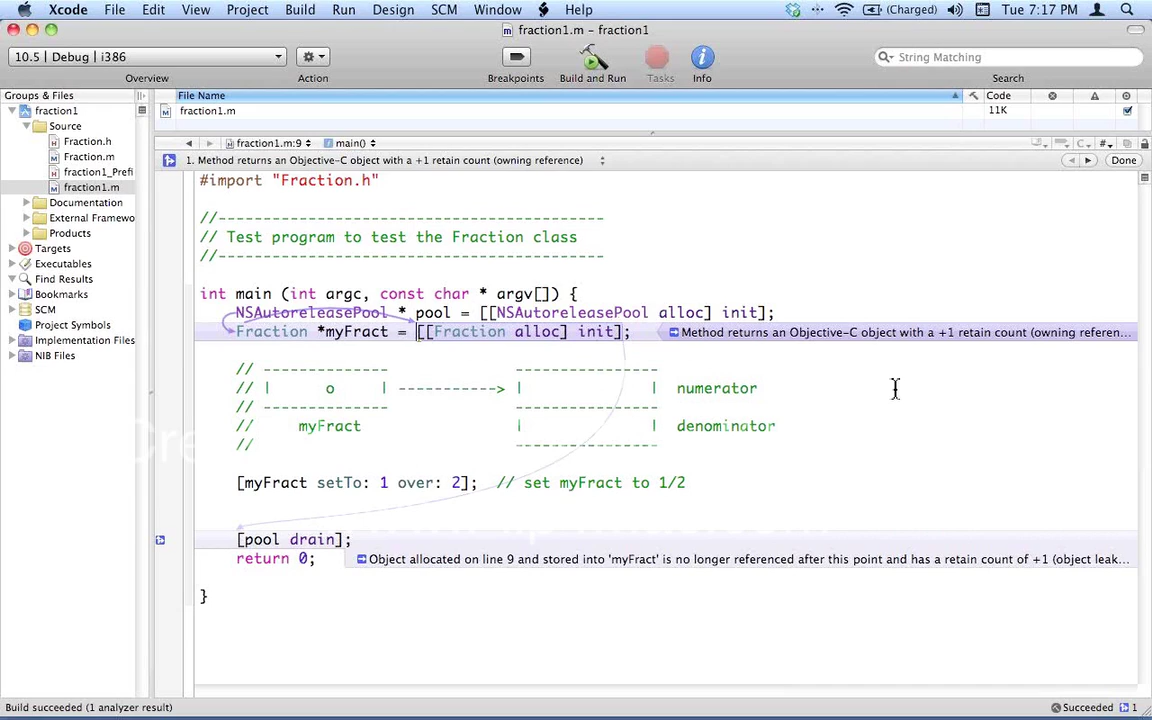 Xcode File Edit View Project Build Run Design SCM Window Help (Charged) Tue 7:17 PM
fraction1.m – fraction1
10.5 | Debug | i386
String Matching
Overview Action Breakpoints Build and Run Tasks Info Search
Groups & Files
File Name Code
fraction1
fraction1.m 11K
Source
Fraction.h
fraction1.m:9 main()
Fraction.m
1. Method returns an Objective-C object with a +1 retain count (owning reference) Done
fraction1_Prefi
#import "Fraction.h"
fraction1.m
Documentation
//--------------------------------------------
External Framewo
Products
// Test program to test the Fraction class
Targets
//--------------------------------------------
Executables
Find Results
Bookmarks
int main (int argc, const char * argv[]) {
SCM
NSAutoreleasePool * pool = [[NSAutoreleasePool alloc] init];
Project Symbols
Fraction *myFract = [[Fraction alloc] init]; Method returns an Objective-C object with a +1 retain count (owning referen...
Implementation Files
NIB Files
// -------------- ----------------
// | o | -----------> | | numerator
// -------------- ----------------
// myFract | | denominator
// ----------------
[myFract setTo: 1 over: 2]; // set myFract to 1/2
[pool drain];
return 0; Object allocated on line 9 and stored into 'myFract' is no longer referenced after this point and has a retain count of +1 (object leak...
}
Build succeeded (1 analyzer result) Succeeded 1